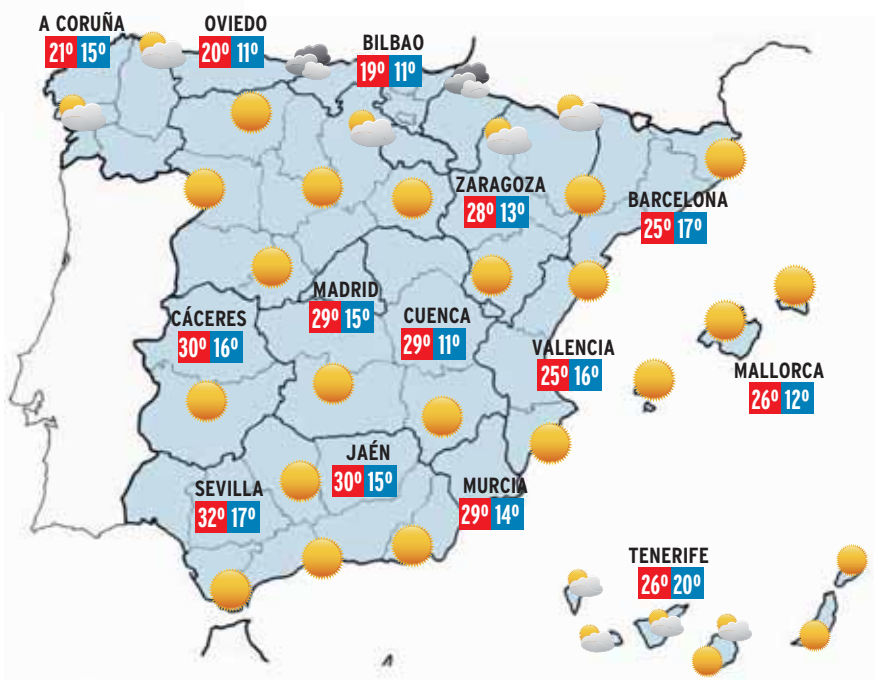 A CORUÑA
21º 15º
OVIEDO
20º 11º
BILBAO
19º 11º
ZARAGOZA
28º 13º
BARCELONA
25º 17º
MADRID
29º 15º
CÁCERES
30º 16º
CUENCA
29º 11º
VALENCIA
25º 16º
MALLORCA
26º 12º
JAÉN
30º 15º
SEVILLA
32º 17º
MURCIA
29º 14º
TENERIFE
26º 20º